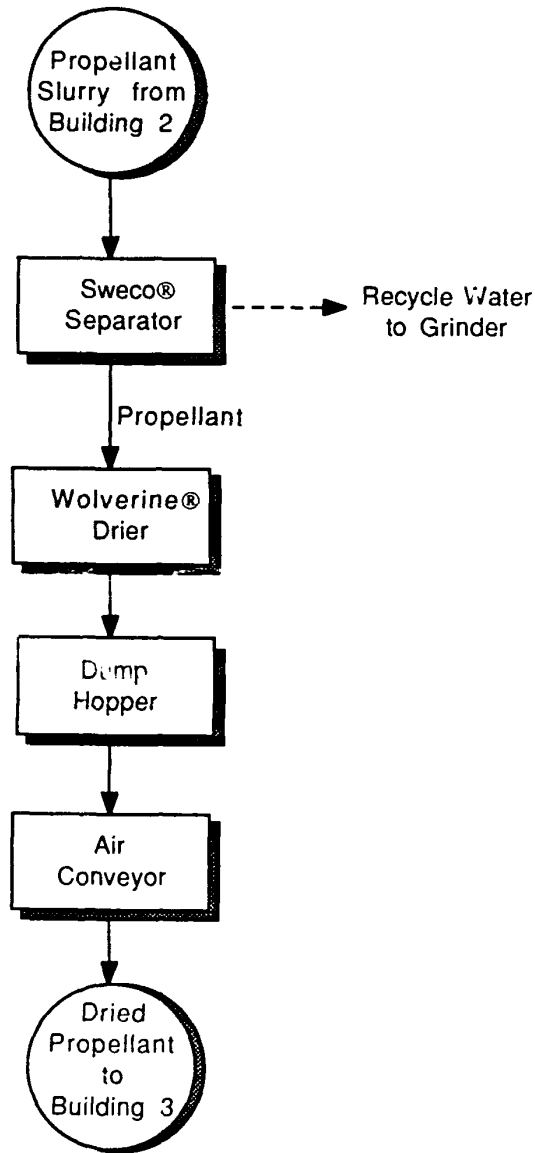 Propellant
Slurry from
Building 2
Sweco®
Separator
Recycle Water
to Grinder
Propellant
Wolverine®
Drier
Dump
Hopper
Air
Conveyor
Dried
Propellant
to
Building 3